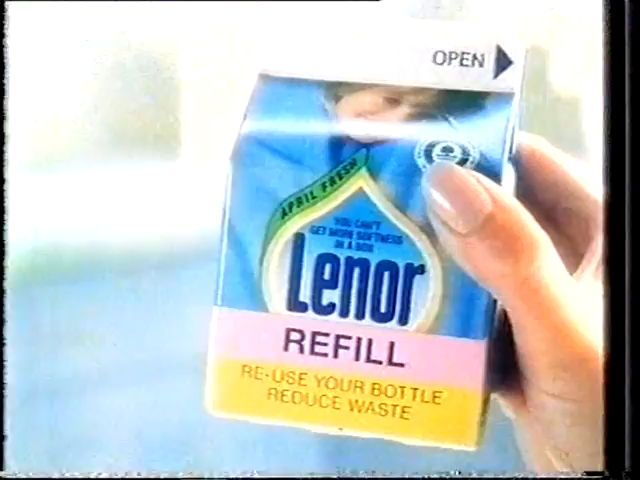 OPEN
APRIL FRESH
YOU CAN'T
GET MORE SOFTNESS
IN A BOX
Lenor
REFILL
RE-USE YOUR BOTTLE
REDUCE WASTE